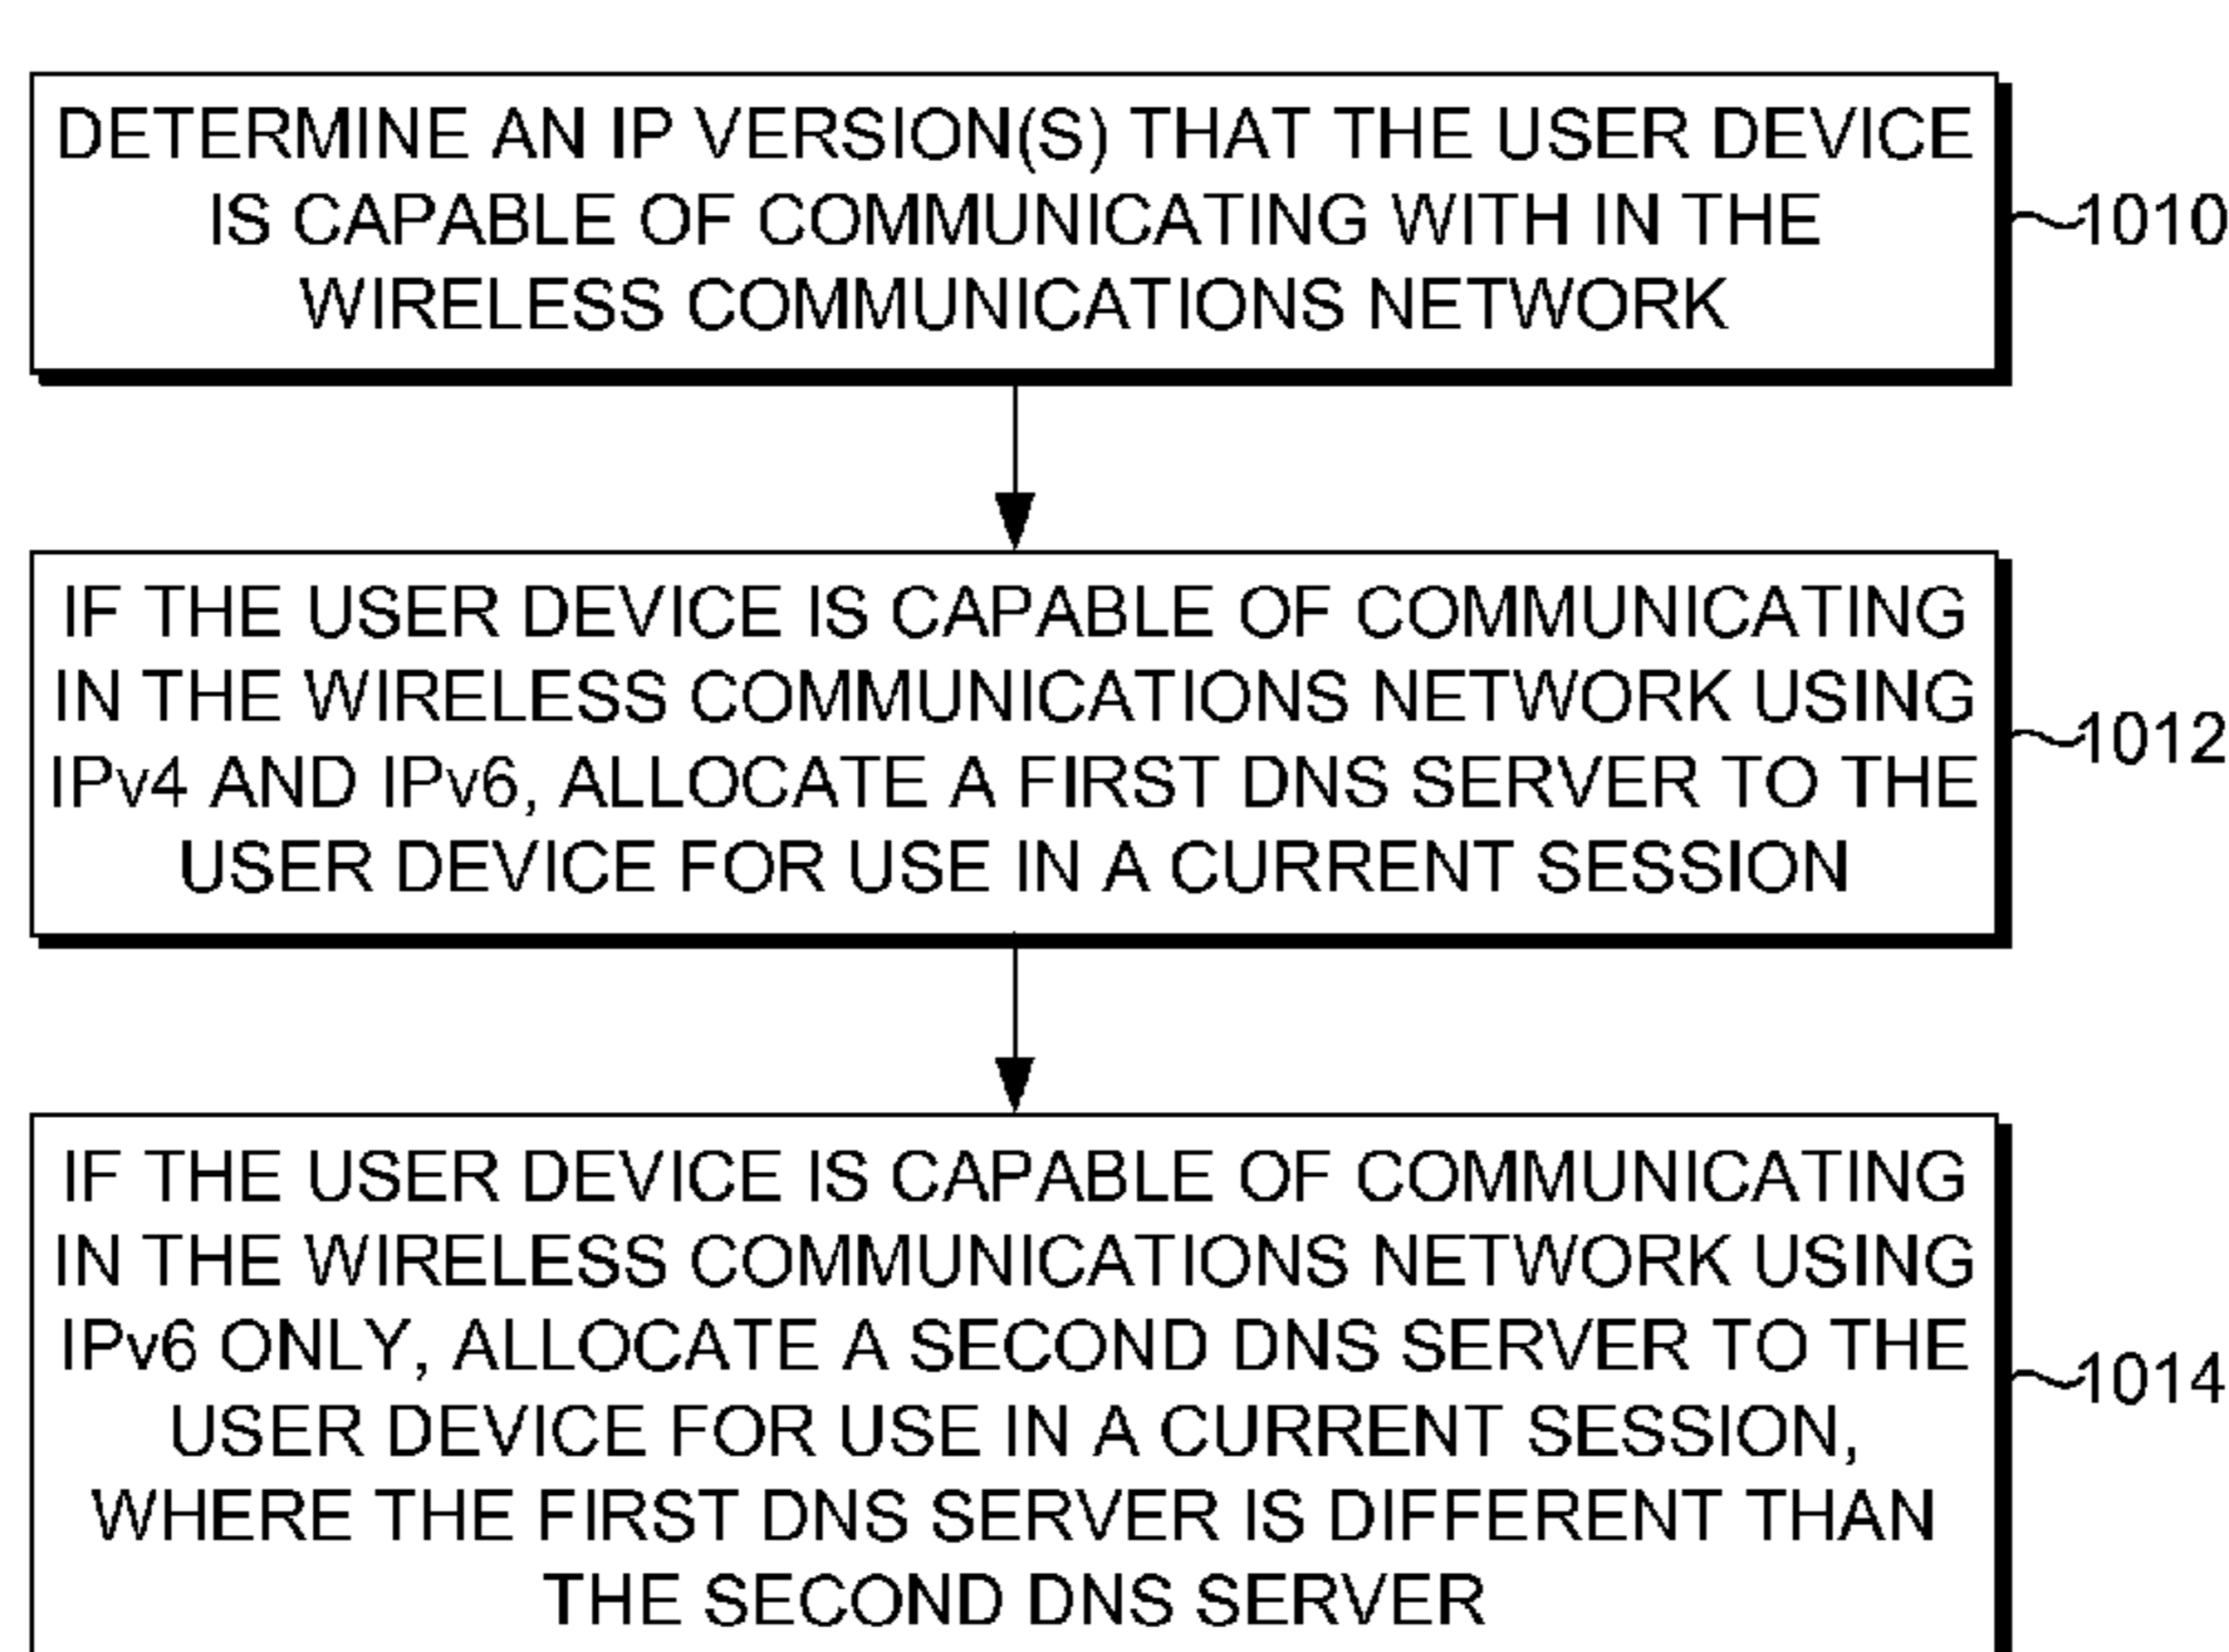 DETERMINE AN IP VERSION(S) THAT THE USER DEVICE
IS CAPABLE OF COMMUNICATING WITH IN THE
WIRELESS COMMUNICATIONS NETWORK
1010
IF THE USER DEVICE IS CAPABLE OF COMMUNICATING
IN THE WIRELESS COMMUNICATIONS NETWORK USING
IPv4 AND IPv6, ALLOCATE A FIRST DNS SERVER TO THE
USER DEVICE FOR USE IN A CURRENT SESSION
1012
IF THE USER DEVICE IS CAPABLE OF COMMUNICATING
IN THE WIRELESS COMMUNICATIONS NETWORK USING
IPv6 ONLY, ALLOCATE A SECOND DNS SERVER TO THE
USER DEVICE FOR USE IN A CURRENT SESSION,
WHERE THE FIRST DNS SERVER IS DIFFERENT THAN
THE SECOND DNS SERVER
1014